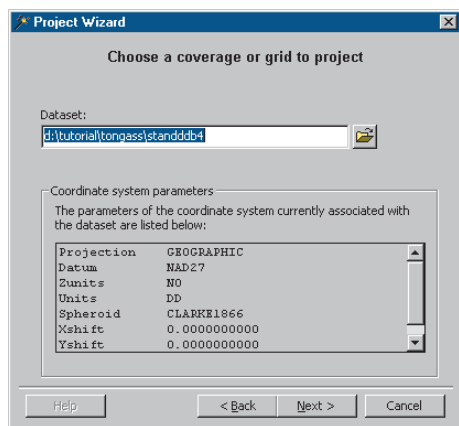 Project Wizard
Choose a coverage or grid to project
Dataset:
d:\tutorial\tongass\standddb4
Coordinate system parameters
The parameters of the coordinate system currently associated with
the dataset are listed below:
Projection GEOGRAPHIC
Datum NAD27
Zunits NO
Units DD
Spheroid CLARKE1866
Xshift 0.0000000000
Yshift 0.0000000000
Help < Back Next > Cancel